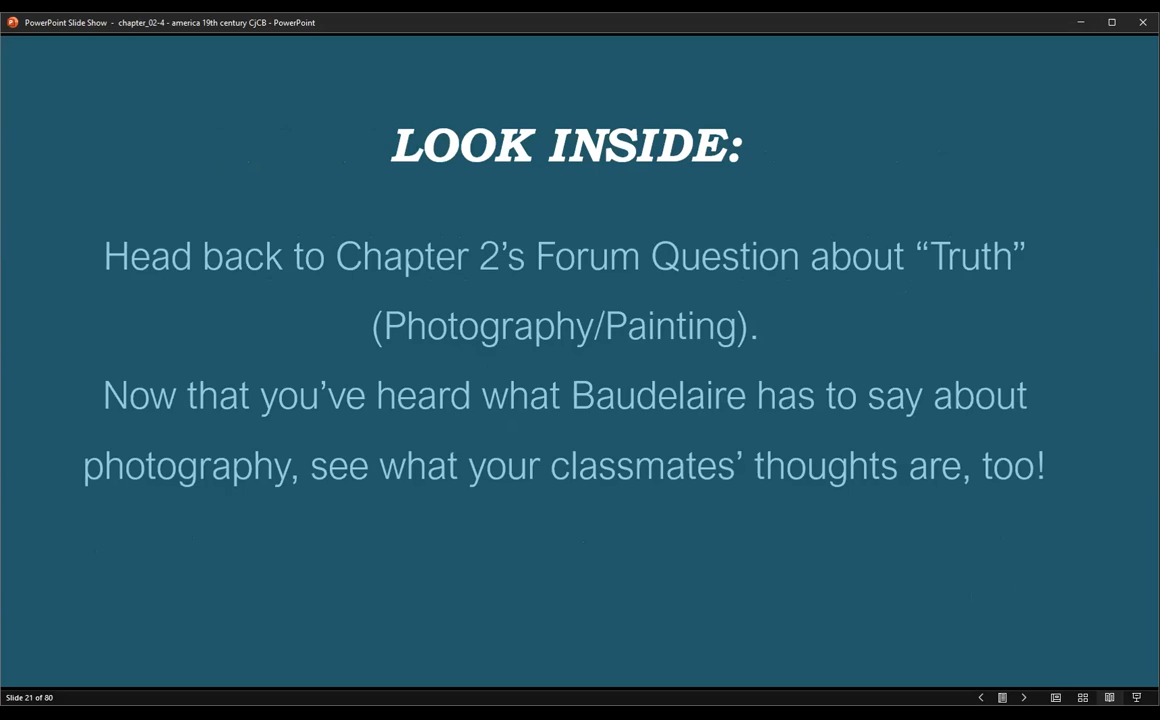 PowerPoint Slide Show - chapter_02-4 - america 19th century CjCB - PowerPoint
LOOK INSIDE:
Head back to Chapter 2’s Forum Question about “Truth”
(Photography/Painting).
Now that you’ve heard what Baudelaire has to say about
photography, see what your classmates’ thoughts are, too!
Slide 21 of 80